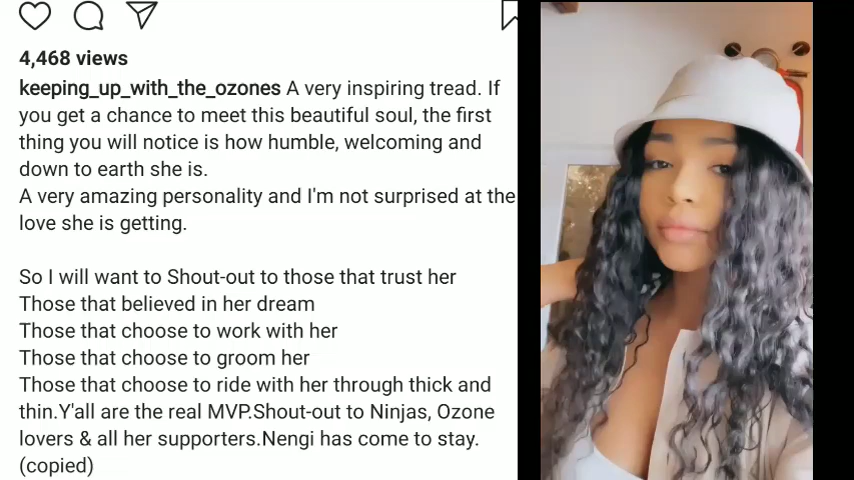 4,468 views
keeping_up_with_the_ozones A very inspiring tread. If
you get a chance to meet this beautiful soul, the first
thing you will notice is how humble, welcoming and
down to earth she is.
A very amazing personality and I'm not surprised at the
love she is getting.
So I will want to Shout-out to those that trust her
Those that believed in her dream
Those that choose to work with her
Those that choose to groom her
Those that choose to ride with her through thick and
thin.Y'all are the real MVP.Shout-out to Ninjas, Ozone
lovers & all her supporters.Nengi has come to stay.
(copied)